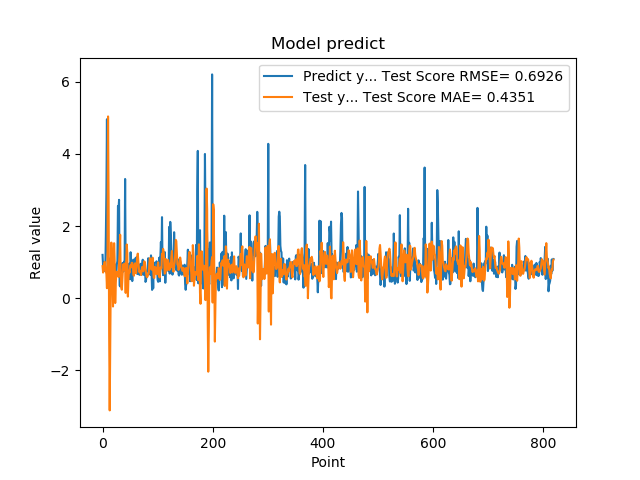 Model predict
Predict y... Test Score RMSE= 0.6926
Test y... Test Score MAE= 0.4351
Real value
6
4
2
0
−2
0 200 400 600 800
Point